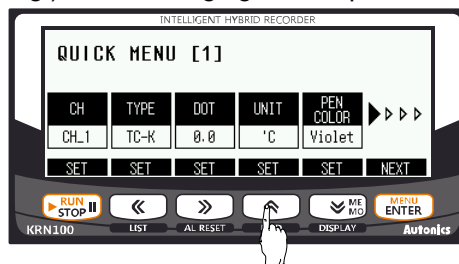 INTELLIGENT HYBRID RECORDER
QUICK MENU [1]
CH TYPE DOT UNIT PEN COLOR
CH_1 TC-K 0.0 'C Violet
SET SET SET SET SET NEXT
RUN STOP ME MO MENU ENTER
KRN100 LIST AL RESET DISPLAY Autonics